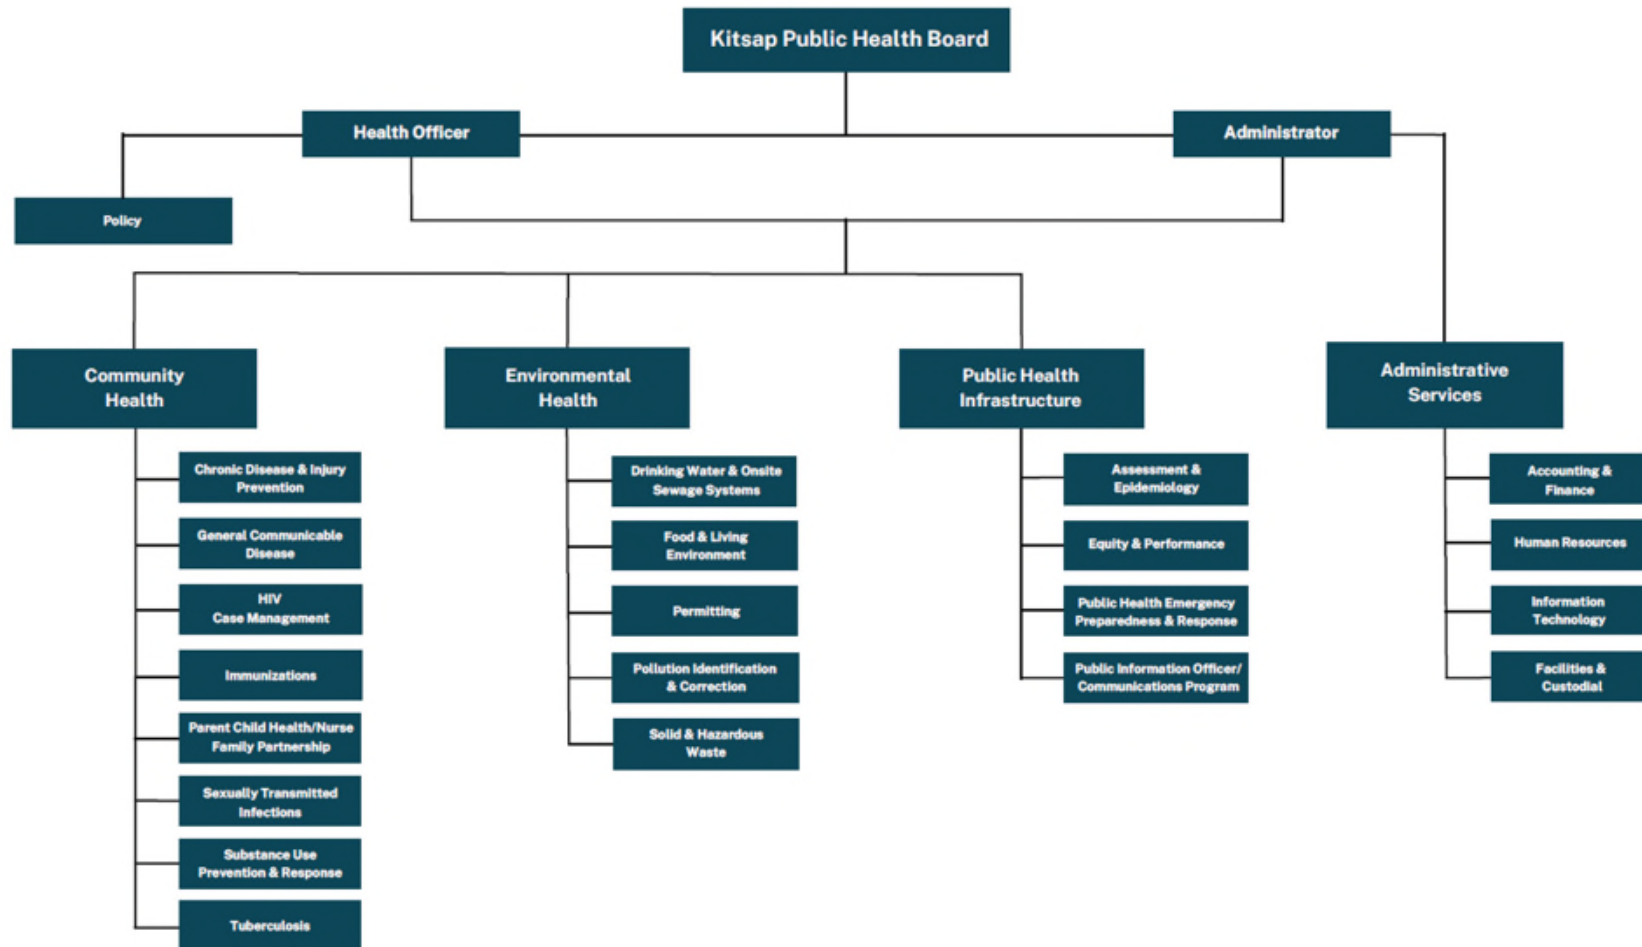 Kitsap Public Health Board
Health Officer
Administrator
Policy
Community
Health
Chronic Disease & Injury
Prevention
General Communicable
Disease
HIV
Case Management
Immunizations
Parent Child Health/Nurse
Family Partnership
Sexually Transmitted
Infections
Substance Use
Prevention & Response
Tuberculosis
Environmental
Health
Drinking Water & Onsite
Sewage Systems
Food & Living
Environment
Permitting
Pollution Identification
& Correction
Solid & Hazardous
Waste
Public Health
Infrastructure
Assessment &
Epidemiology
Equity & Performance
Public Health Emergency
Preparedness & Response
Public Information Officer/
Communications Program
Administrative
Services
Accounting &
Finance
Human Resources
Information
Technology
Facilities &
Custodial